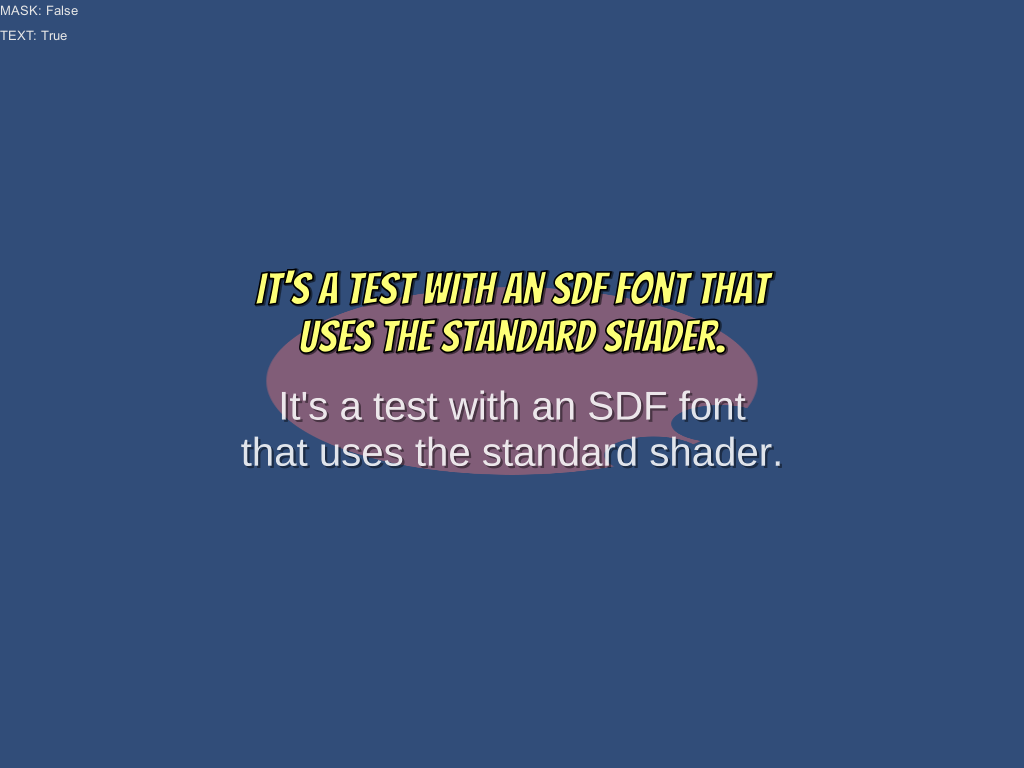 MASK: False
TEXT: True
IT'S A TEST WITH AN SDF FONT THAT
USES THE STANDARD SHADER.
It's a test with an SDF font
that uses the standard shader.